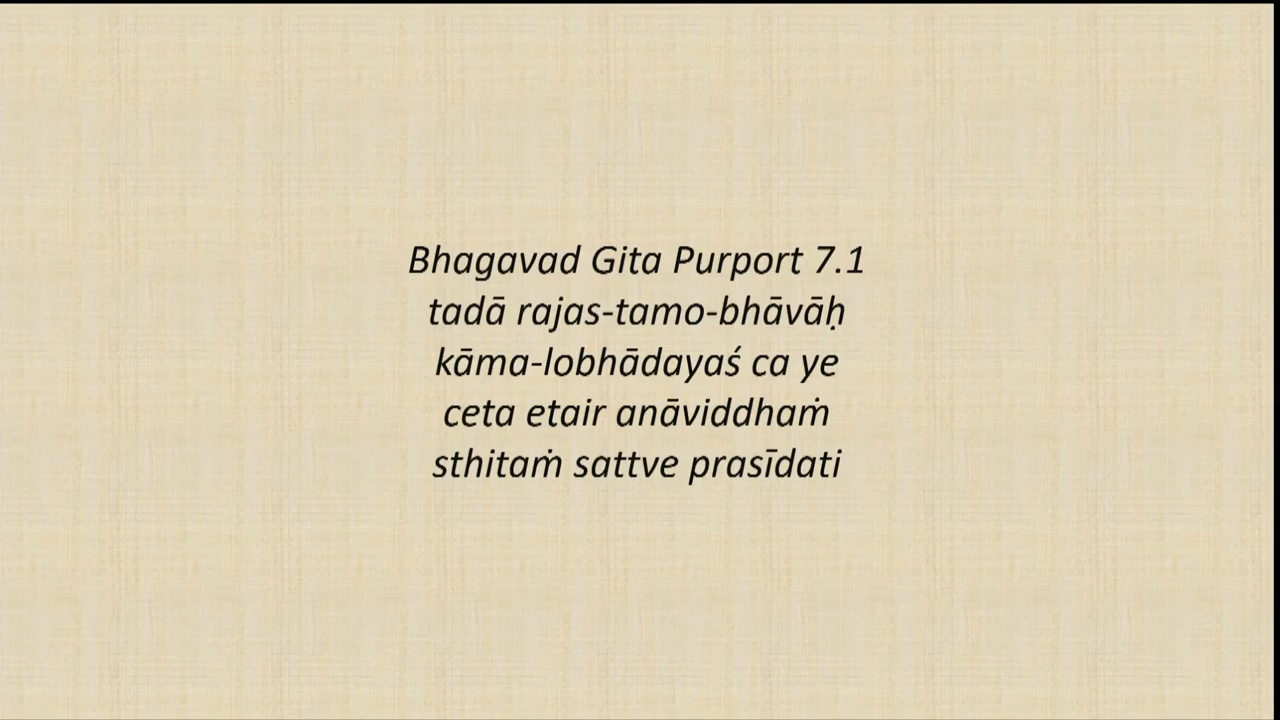 Bhagavad Gita Purport 7.1
tadā rajas-tamo-bhāvāḥ
kāma-lobhādayaś ca ye
ceta etair anāviddhaṁ
sthitaṁ sattve prasīdati